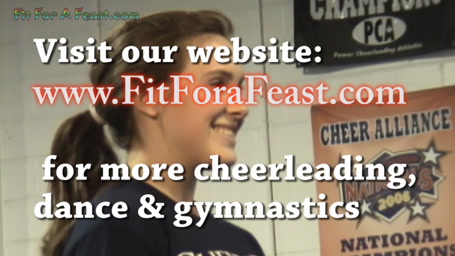 Fit For A Feast.com
CHAMPIONS
PCA
Power Cheerleading Athletics
Visit our website:
www.FitForaFeast.com
CHEER ALLIANCE
NATIONALS
2006
for more cheerleading,
dance & gymnastics
NATIONAL
CHAMPIONS